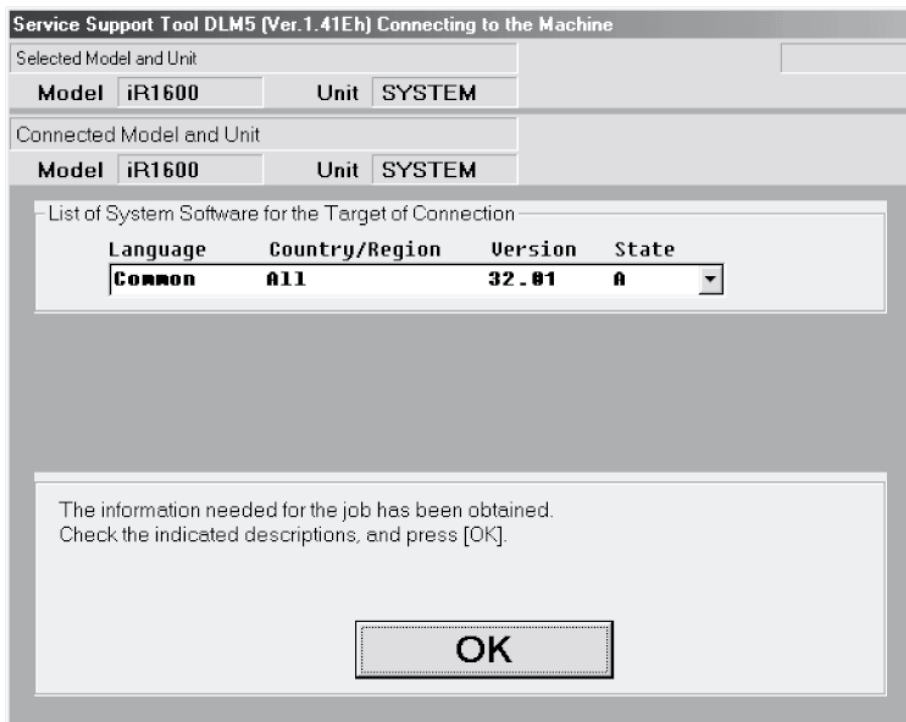 Service Support Tool DLM5 (Ver.1.41Eh) Connecting to the Machine
Selected Model and Unit
Model iR1600 Unit SYSTEM
Connected Model and Unit
Model iR1600 Unit SYSTEM
List of System Software for the Target of Connection
Language Country/Region Version State
Common All 32.01 A
The information needed for the job has been obtained.
Check the indicated descriptions, and press [OK].
OK